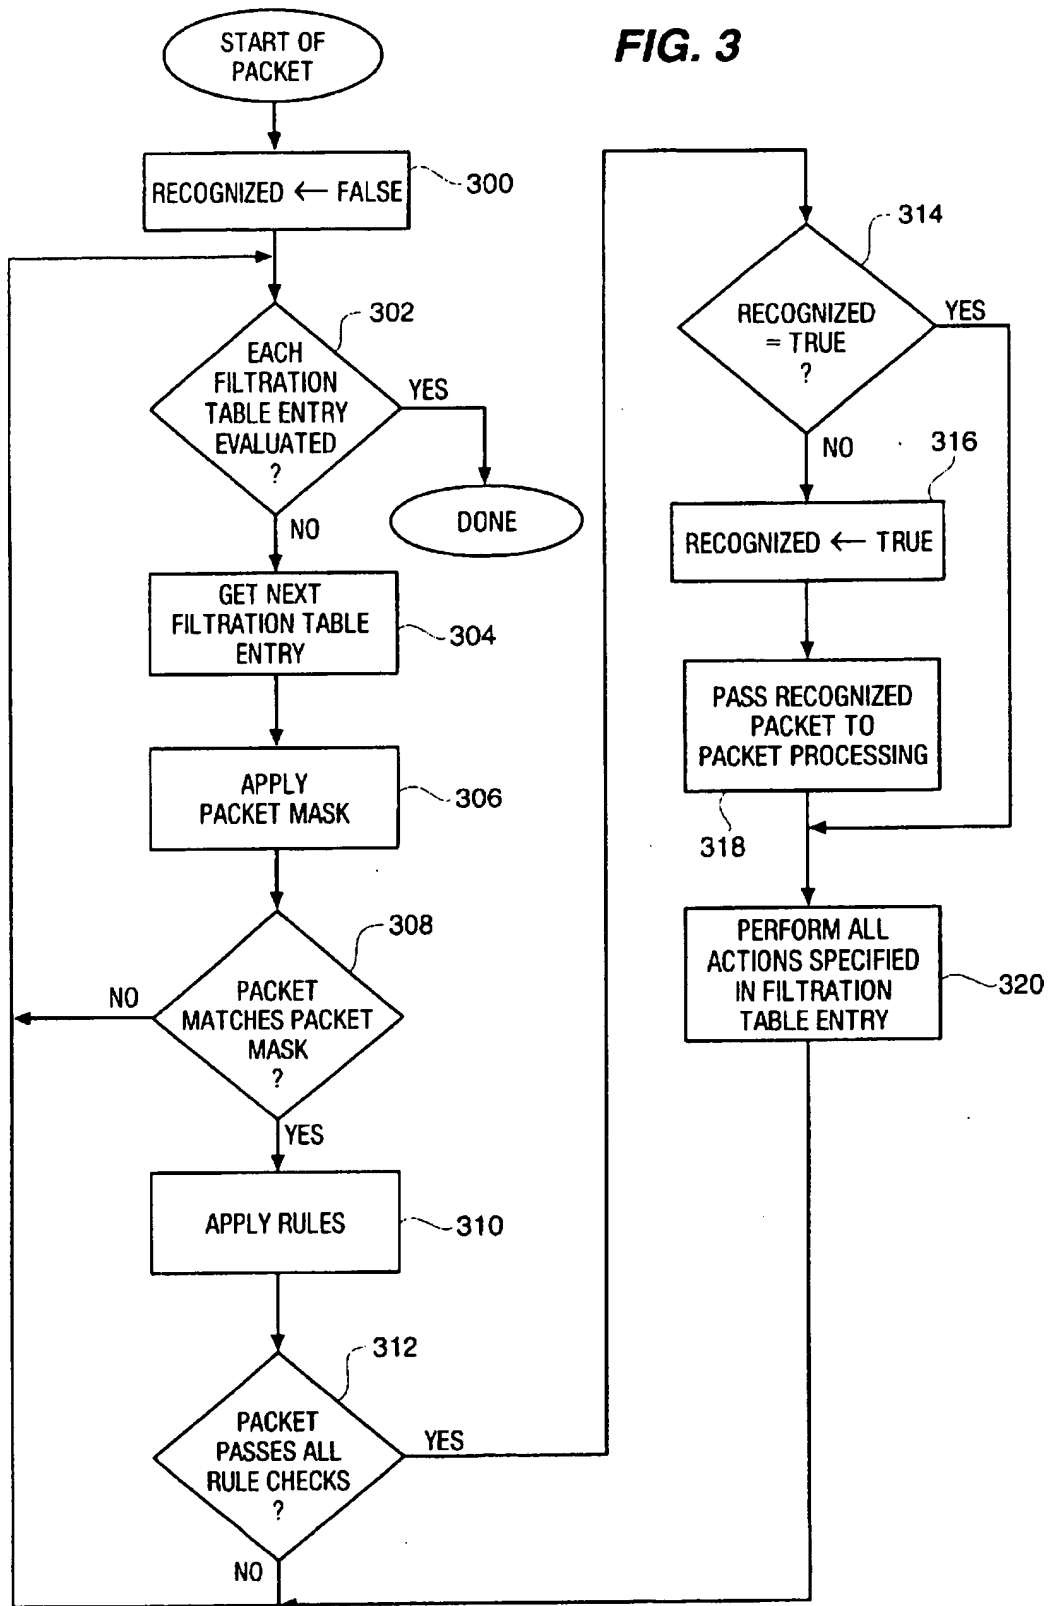 FIG. 3
START OF
PACKET
RECOGNIZED ← FALSE
300
302
EACH
FILTRATION
TABLE ENTRY
EVALUATED
?
YES
DONE
NO
GET NEXT
FILTRATION TABLE
ENTRY
304
APPLY
PACKET MASK
306
308
PACKET
MATCHES PACKET
MASK
?
NO
YES
APPLY RULES
310
312
PACKET
PASSES ALL
RULE CHECKS
?
YES
NO
314
RECOGNIZED
= TRUE
?
YES
NO
316
RECOGNIZED ← TRUE
PASS RECOGNIZED
PACKET TO
PACKET PROCESSING
318
PERFORM ALL
ACTIONS SPECIFIED
IN FILTRATION
TABLE ENTRY
320